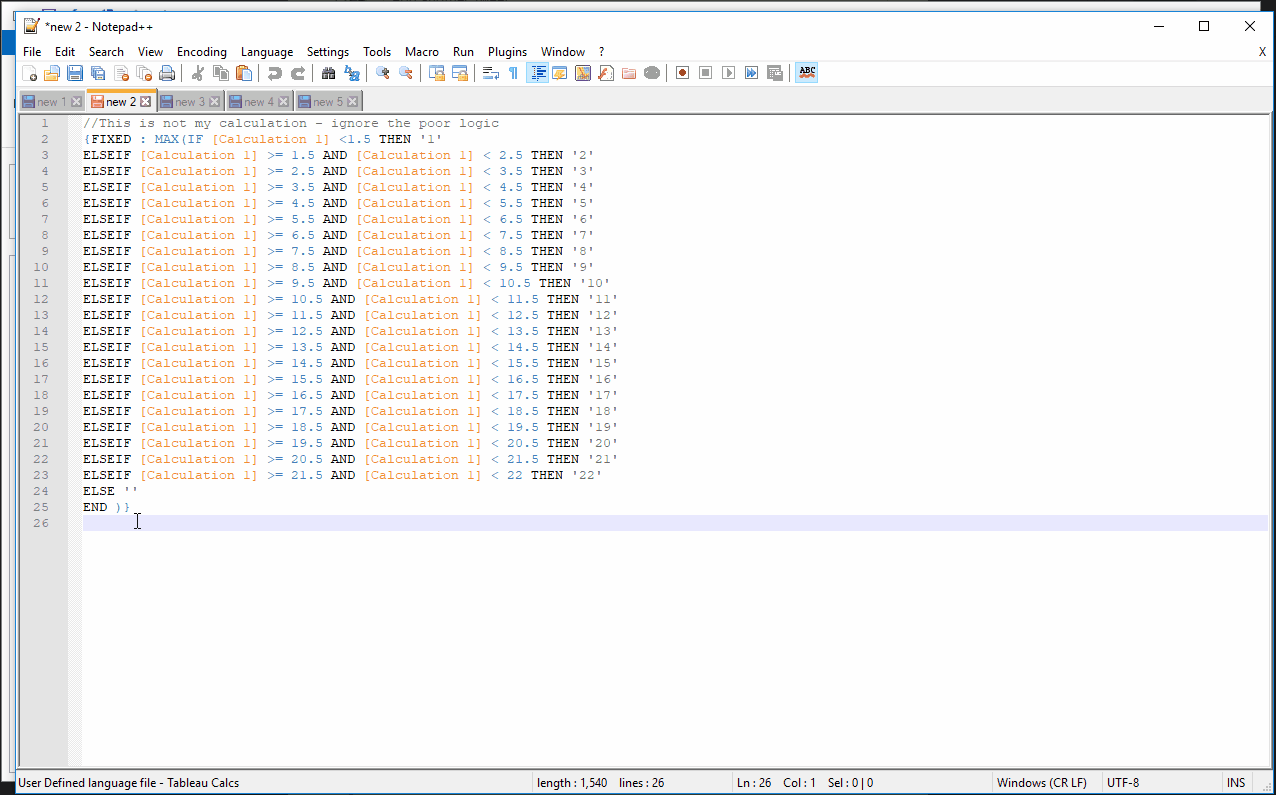 *new 2 - Notepad++
File Edit Search View Encoding Language Settings Tools Macro Run Plugins Window ? X
ABC
new 1 new 2 new 3 new 4 new 5
1 //This is not my calculation - ignore the poor logic
2 {FIXED : MAX(IF [Calculation 1] <1.5 THEN '1'
3 ELSEIF [Calculation 1] >= 1.5 AND [Calculation 1] < 2.5 THEN '2'
4 ELSEIF [Calculation 1] >= 2.5 AND [Calculation 1] < 3.5 THEN '3'
5 ELSEIF [Calculation 1] >= 3.5 AND [Calculation 1] < 4.5 THEN '4'
6 ELSEIF [Calculation 1] >= 4.5 AND [Calculation 1] < 5.5 THEN '5'
7 ELSEIF [Calculation 1] >= 5.5 AND [Calculation 1] < 6.5 THEN '6'
8 ELSEIF [Calculation 1] >= 6.5 AND [Calculation 1] < 7.5 THEN '7'
9 ELSEIF [Calculation 1] >= 7.5 AND [Calculation 1] < 8.5 THEN '8'
10 ELSEIF [Calculation 1] >= 8.5 AND [Calculation 1] < 9.5 THEN '9'
11 ELSEIF [Calculation 1] >= 9.5 AND [Calculation 1] < 10.5 THEN '10'
12 ELSEIF [Calculation 1] >= 10.5 AND [Calculation 1] < 11.5 THEN '11'
13 ELSEIF [Calculation 1] >= 11.5 AND [Calculation 1] < 12.5 THEN '12'
14 ELSEIF [Calculation 1] >= 12.5 AND [Calculation 1] < 13.5 THEN '13'
15 ELSEIF [Calculation 1] >= 13.5 AND [Calculation 1] < 14.5 THEN '14'
16 ELSEIF [Calculation 1] >= 14.5 AND [Calculation 1] < 15.5 THEN '15'
17 ELSEIF [Calculation 1] >= 15.5 AND [Calculation 1] < 16.5 THEN '16'
18 ELSEIF [Calculation 1] >= 16.5 AND [Calculation 1] < 17.5 THEN '17'
19 ELSEIF [Calculation 1] >= 17.5 AND [Calculation 1] < 18.5 THEN '18'
20 ELSEIF [Calculation 1] >= 18.5 AND [Calculation 1] < 19.5 THEN '19'
21 ELSEIF [Calculation 1] >= 19.5 AND [Calculation 1] < 20.5 THEN '20'
22 ELSEIF [Calculation 1] >= 20.5 AND [Calculation 1] < 21.5 THEN '21'
23 ELSEIF [Calculation 1] >= 21.5 AND [Calculation 1] < 22 THEN '22'
24 ELSE ''
25 END )}
26
User Defined language file - Tableau Calcs length : 1,540 lines : 26 Ln : 26 Col : 1 Sel : 0 | 0 Windows (CR LF) UTF-8 INS